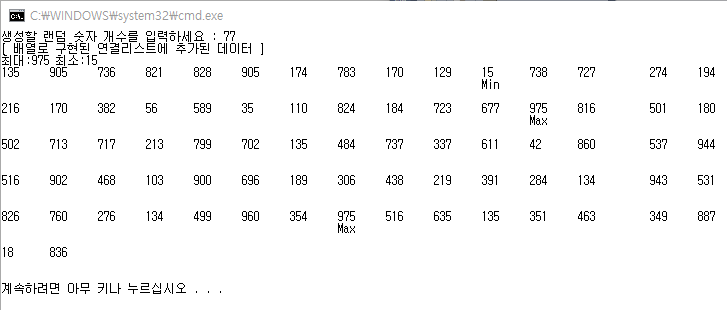 C:\WINDOWS\system32\cmd.exe
생성할 랜덤 숫자 개수를 입력하세요 : 77
[ 배열로 구현된 연결리스트에 추가된 데이터 ]
최대:975 최소:15
135 905 736 821 828 905 174 783 170 129 15 738 727 274 194
Min
216 170 382 56 589 35 110 824 184 723 677 975 816 501 180
Max
502 713 717 213 799 702 135 484 737 337 611 42 860 537 944
516 902 468 103 900 696 189 306 438 219 391 284 134 943 531
826 760 276 134 499 960 354 975 516 635 135 351 463 349 887
Max
18 836
계속하려면 아무 키나 누르십시오 . . .